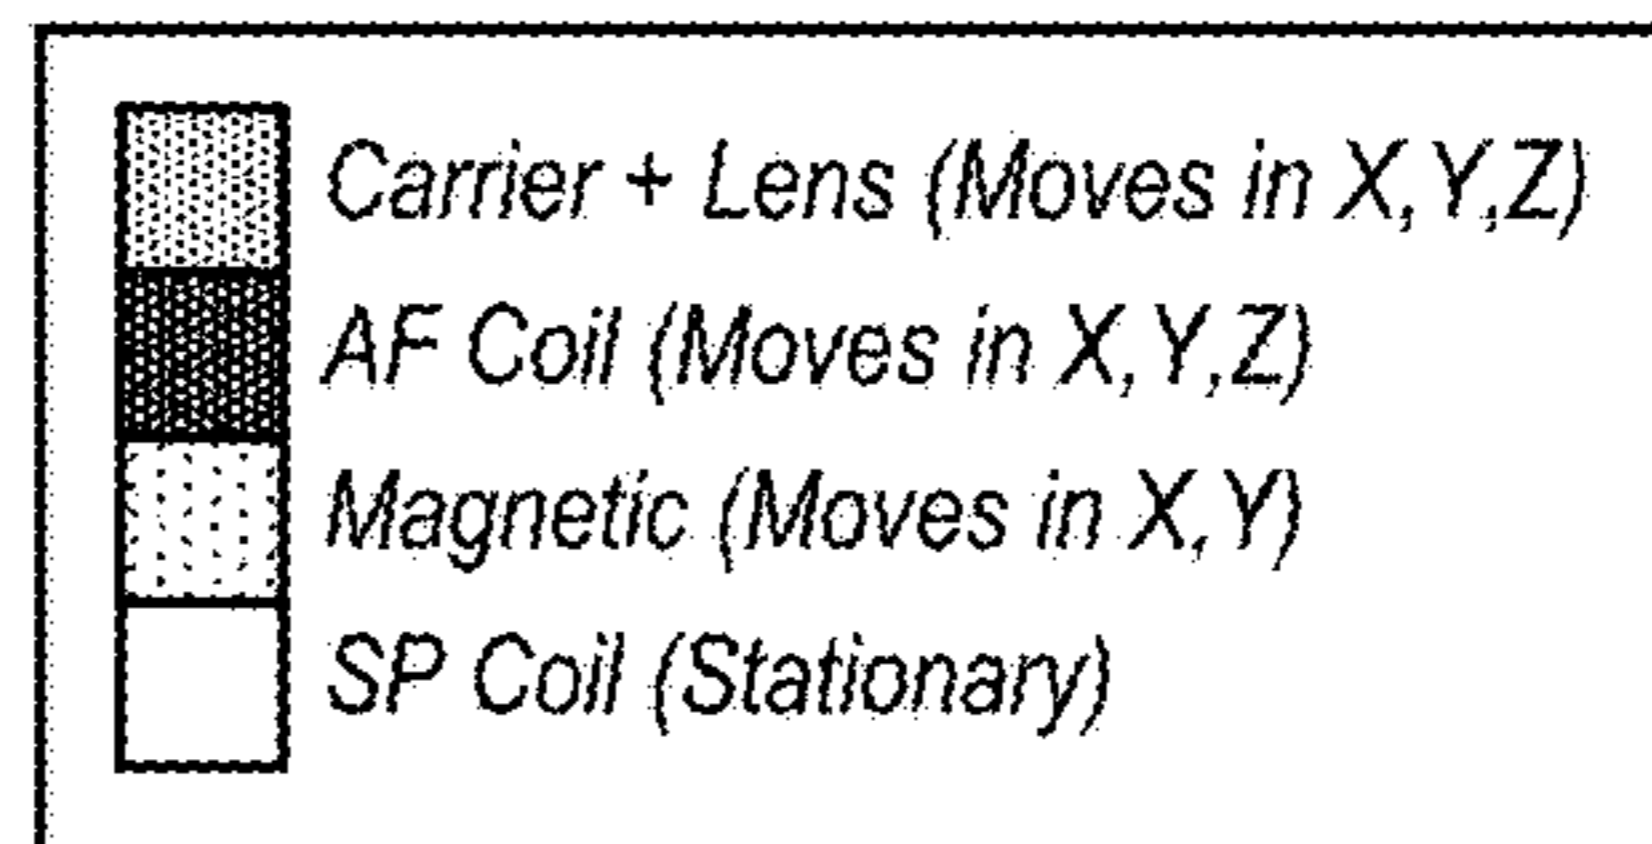 Carrier + Lens (Moves in X,Y,Z)
AF Coil (Moves in X,Y,Z)
Magnetic (Moves in X,Y)
SP Coil (Stationary)